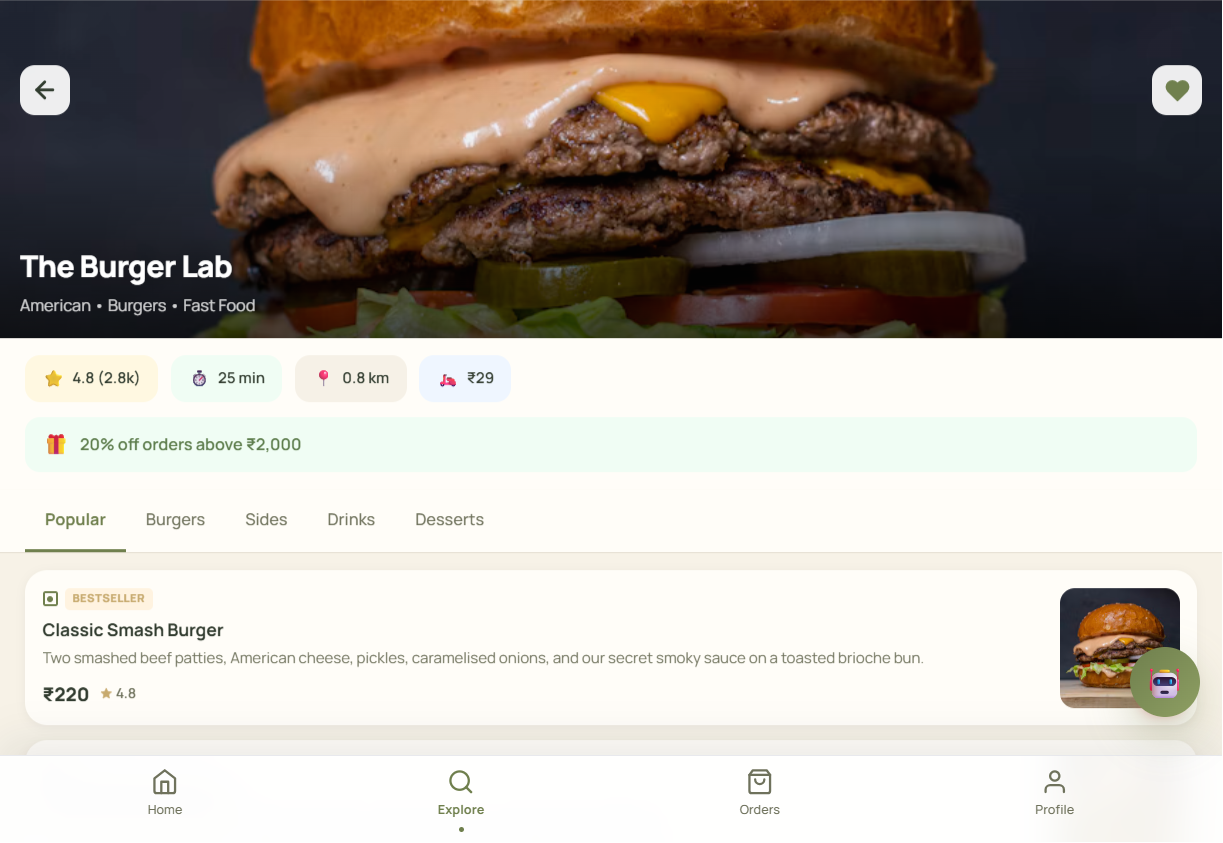 The Burger Lab
American • Burgers • Fast Food
4.8 (2.8k) 25 min 0.8 km ₹29
20% off orders above ₹2,000
Popular Burgers Sides Drinks Desserts
BESTSELLER
Classic Smash Burger
Two smashed beef patties, American cheese, pickles, caramelised onions, and our secret smoky sauce on a toasted brioche bun.
₹220 4.8
Home Explore Orders Profile